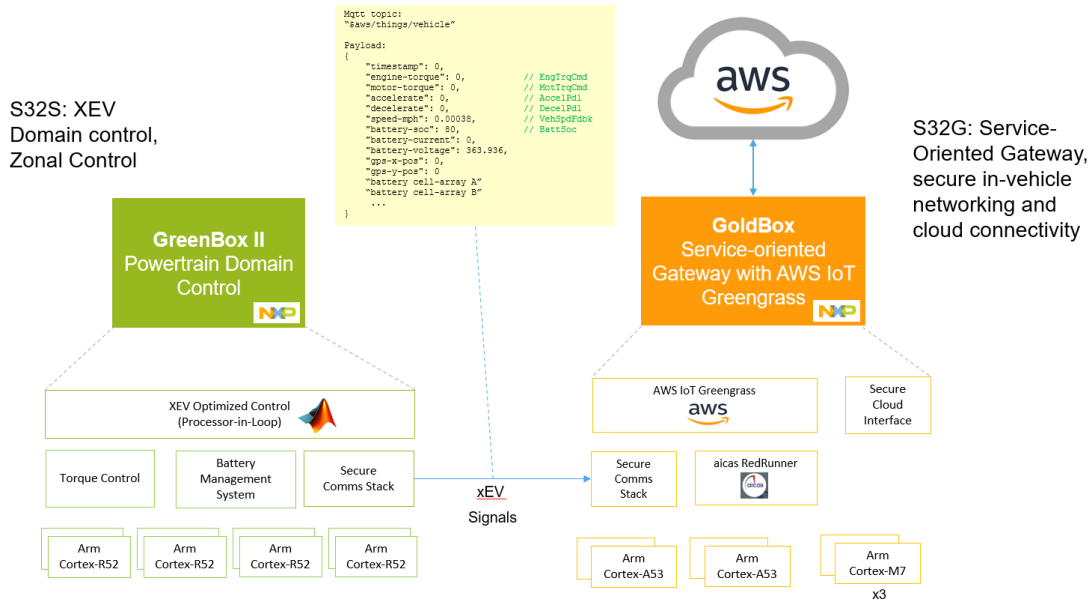 Mqtt topic:
“$aws/things/vehicle”
Payload:
{
"timestamp": 0,
"engine-torque": 0, // EngTrqCmd
"motor-torque": 0, // MotTrqCmd
"accelerate": 0, // AccelPdl
"decelerate": 0, // DecelPdl
"speed-mph": 0.00038, // VehSpdFdbk
"battery-soc": 80, // BattSoc
"battery-current": 0,
"battery-voltage": 363.936,
"gps-x-pos": 0,
"gps-y-pos": 0
“battery cell-array A”
“battery cell-array B”
...
}
aws
S32S: XEV
Domain control,
Zonal Control
S32G: Service-
Oriented Gateway,
secure in-vehicle
networking and
cloud connectivity
GreenBox II
Powertrain Domain
Control
NXP
GoldBox
Service-oriented
Gateway with AWS IoT
Greengrass
NXP
XEV Optimized Control
(Processor-in-Loop)
Torque Control
Battery
Management
System
Secure
Comms Stack
xEV
Signals
AWS IoT Greengrass
aws
Secure
Cloud
Interface
Secure
Comms
Stack
aicas RedRunner
aicas
Arm
Cortex-R52
Arm
Cortex-R52
Arm
Cortex-R52
Arm
Cortex-R52
Arm
Cortex-A53
Arm
Cortex-A53
Arm
Cortex-M7
x3